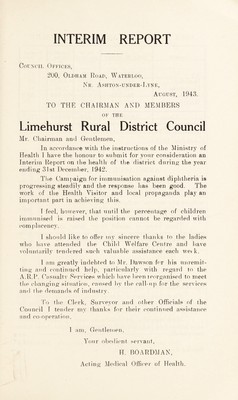 INTERIM REPORT
COUNCIL OFFICES,
200, OLDHAM ROAD, WATERLOO,
NR. ASHTON-UNDER-LYNE,
AUGUST, 1943.
TO THE CHAIRMAN AND MEMBERS
OF THE
Limehurst Rural District Council
Mr. Chairman and Gentlemen,
In accordance with the instructions of the Ministry of
Health I have the honour to submit for your consideration an
Interim Report on the health of the district during the year
ending 31st December, 1942.
The Campaign for immunisation against diphtheria is
progressing steadily and the response has been good. The
work of the Health Visitor and local propaganda play an
important part in achieving this.
I feel, however, that until the percentage of children
immunised is raised the position cannot be regarded with
complacency.
I should like to offer my sincere thanks to the ladies
who have attended the Child Welfare Centre and have
voluntarily tendered such valuable assistance each week.
I am greatly indebted to Mr. Dawson for his unremit-
ting and continued help, particularly with regard to the
A.R.P. Casualty Services which have been reorganised to meet
the changing situation, caused by the call-up for the services
and the demands of industry.
To the Clerk, Surveyor and other Officials of the
Council I tender my thanks for their continued assistance
and co-operation.
I am, Gentlemen,
Your obedient servant,
H. BOARDMAN,
Acting Medical Officer of Health.